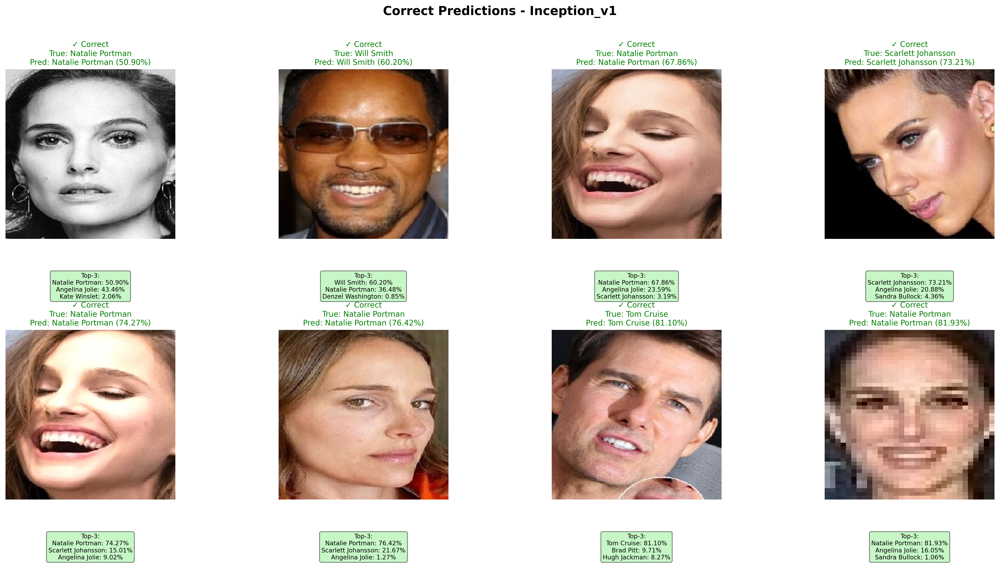 Correct Predictions - Inception_v1
✓ Correct
True: Natalie Portman
Pred: Natalie Portman (50.90%)
✓ Correct
True: Will Smith
Pred: Will Smith (60.20%)
✓ Correct
True: Natalie Portman
Pred: Natalie Portman (67.86%)
✓ Correct
True: Scarlett Johansson
Pred: Scarlett Johansson (73.21%)
Top-3:
Natalie Portman: 50.90%
Angelina Jolie: 43.46%
Kate Winslet: 2.06%
Top-3:
Will Smith: 60.20%
Natalie Portman: 36.48%
Denzel Washington: 0.85%
Top-3:
Natalie Portman: 67.86%
Angelina Jolie: 23.59%
Scarlett Johansson: 3.19%
Top-3:
Scarlett Johansson: 73.21%
Angelina Jolie: 20.88%
Sandra Bullock: 4.36%
✓ Correct
True: Natalie Portman
Pred: Natalie Portman (74.27%)
✓ Correct
True: Natalie Portman
Pred: Natalie Portman (76.42%)
✓ Correct
True: Tom Cruise
Pred: Tom Cruise (81.10%)
✓ Correct
True: Natalie Portman
Pred: Natalie Portman (81.93%)
Top-3:
Natalie Portman: 74.27%
Scarlett Johansson: 15.01%
Angelina Jolie: 9.02%
Top-3:
Natalie Portman: 76.42%
Scarlett Johansson: 21.67%
Angelina Jolie: 1.27%
Top-3:
Tom Cruise: 81.10%
Brad Pitt: 9.71%
Hugh Jackman: 8.27%
Top-3:
Natalie Portman: 81.93%
Angelina Jolie: 16.05%
Sandra Bullock: 1.06%